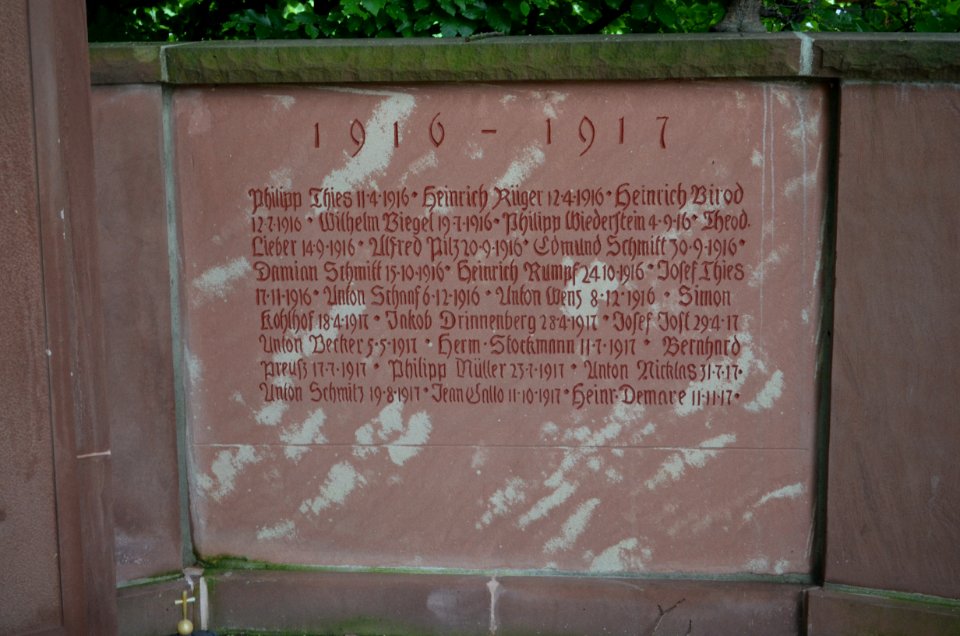 1916 - 1917
Philipp Thies 11·4·1916 • Heinrich Rüger 12·4·1916 • Heinrich Birod
12·7·1916 • Wilhelm Biegel 19·7·1916 • Philipp Wiederstein 4·9·16 • Theod.
Lieber 14·9·1916 • Alfred Pilz 20·9·1916 • Edmund Schmitt 30·9·1916 •
Damian Schmitt 15·10·1916 • Heinrich Rumpf 24·10·1916 • Josef Thies
17·11·1916 • Anton Schauf 6·12·1916 • Anton Wenz 8·12·1916 • Simon
Kohlhof 18·4·1917 • Jakob Drinnenberg 28·4·1917 • Josef Jost 29·4·17
Anton Becker 5·5·1917 • Herm· Stockmann 11·7·1917 • Bernhard
Preuß 17·7·1917 • Philipp Müller 23·7·1917 • Anton Nicklas 31·7·17 •
Anton Schmitz 19·8·1917 • Jean Gallo 11·10·1917 • Heinr· Demare 11·11·17 •